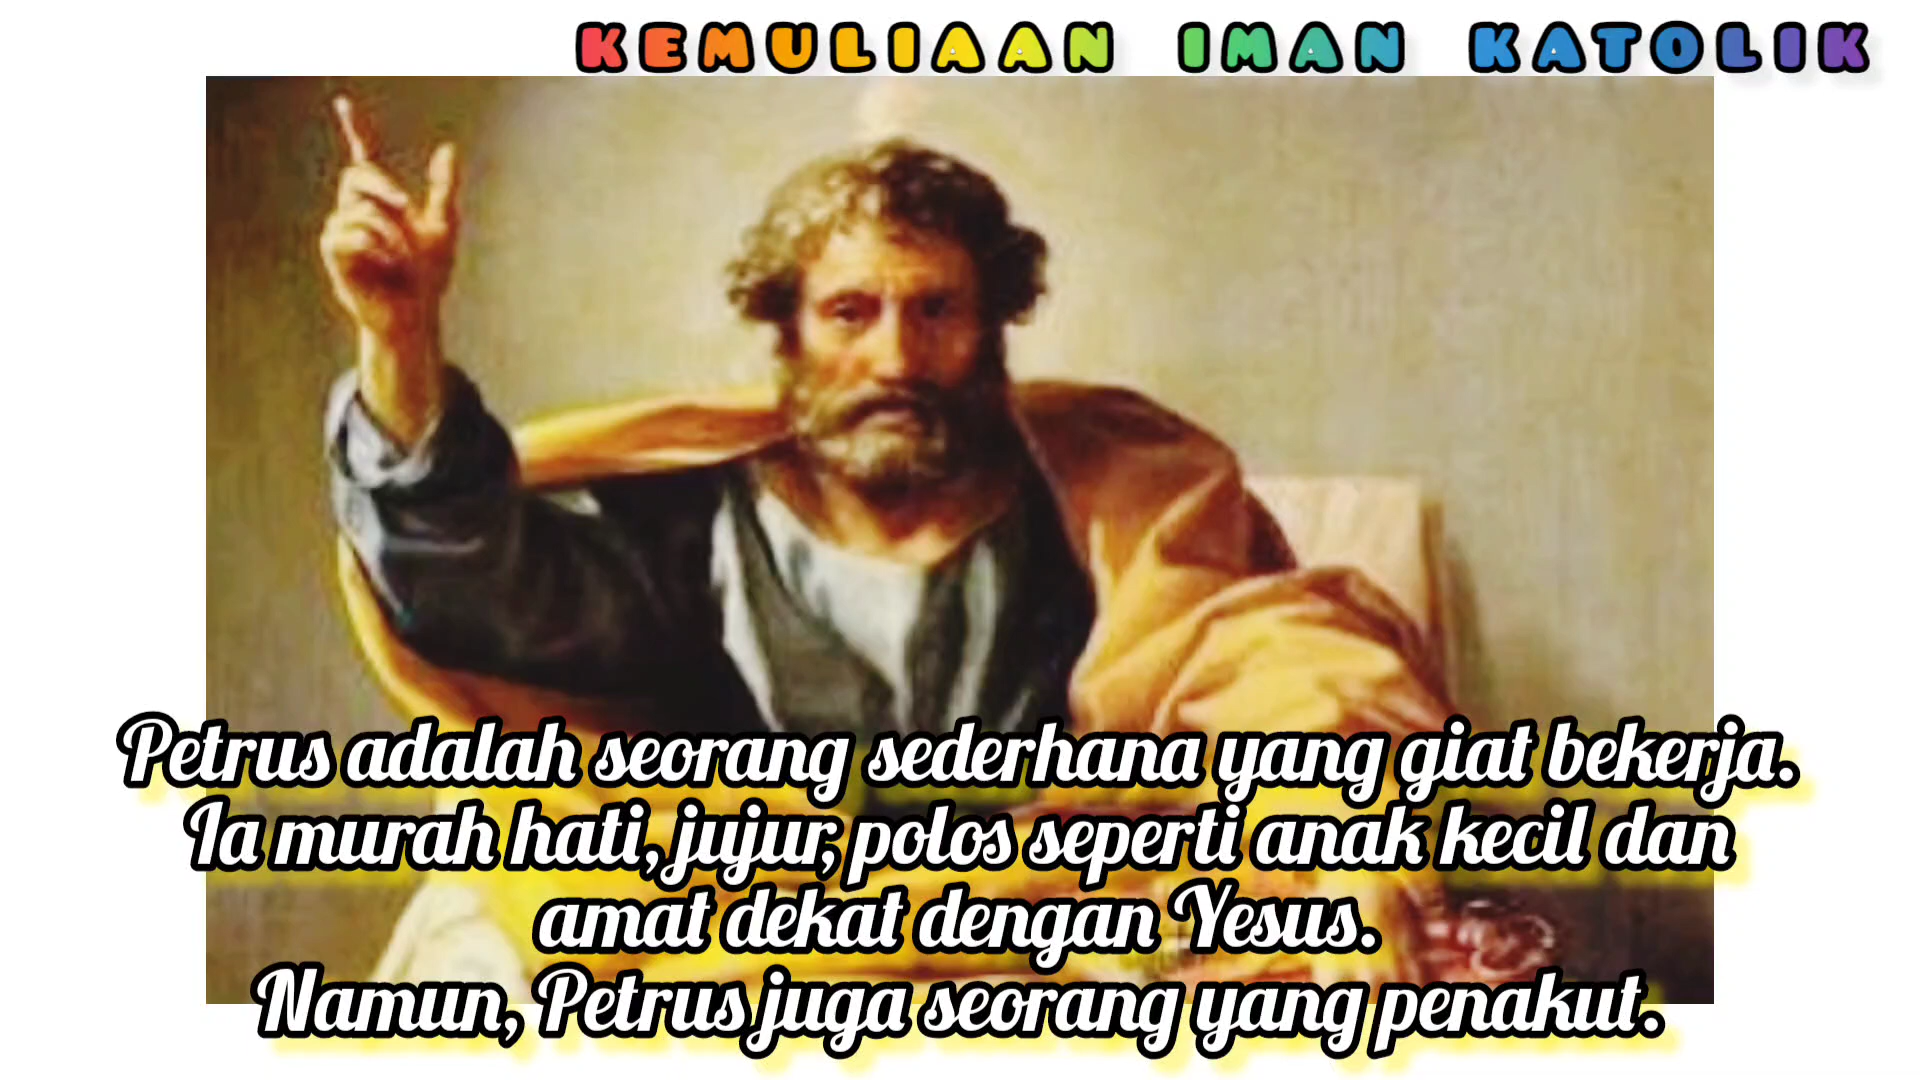 KEMULIAAN IMAN KATOLIK
Petrus adalah seorang sederhana yang giat bekerja.
Ia murah hati, jujur, polos seperti anak kecil dan
amat dekat dengan Yesus.
Namun, Petrus juga seorang yang penakut.